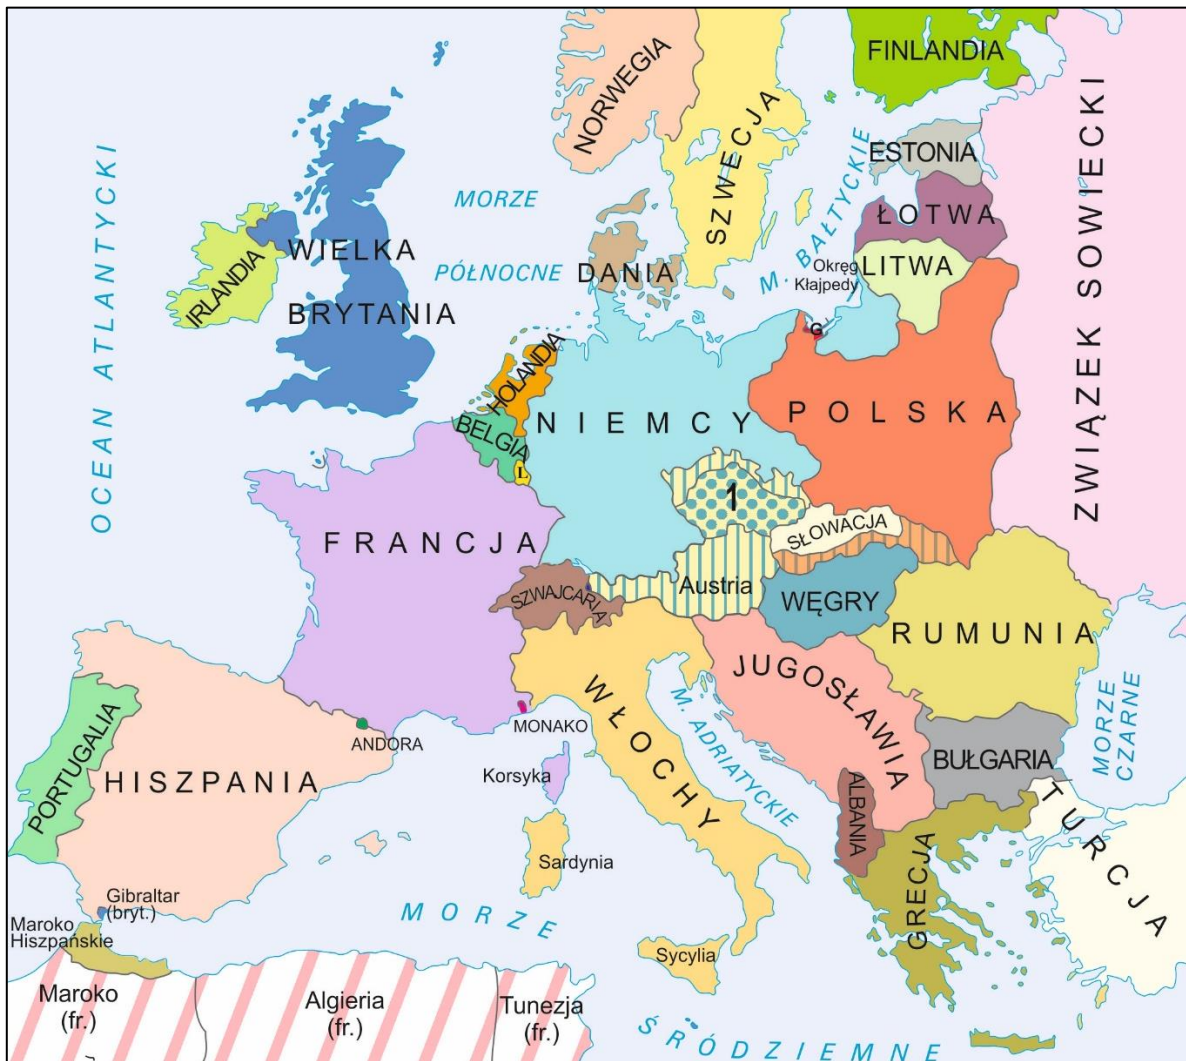 FINLANDIA
NORWEGIA
SZWECJA
ESTONIA
ŁOTWA
LITWA
Okręg
Kłajpedy
M. BAŁTYCKIE
ZWIĄZEK SOWIECKI
OCEAN ATLANTYCKI
MORZE
PÓŁNOCNE
DANIA
WIELKA
BRYTANIA
IRLANDIA
HOLANDIA
BELGIA
L
NIEMCY
G
POLSKA
1
SŁOWACJA
FRANCJA
SZWAJCARIA
Austria
WĘGRY
RUMUNIA
JUGOSŁAWIA
WŁOCHY
M. ADRIATYCKIE
MORZE
CZARNE
MONAKO
ANDORA
PORTUGALIA
HISZPANIA
Korsyka
Sardynia
BUŁGARIA
ALBANIA
GRECJA
TURCJA
Gibraltar
(bryt.)
Maroko
Hiszpańskie
MORZE
Sycylia
Maroko
(fr.)
Algieria
(fr.)
Tunezja
(fr.)
ŚRÓDZIEMNE